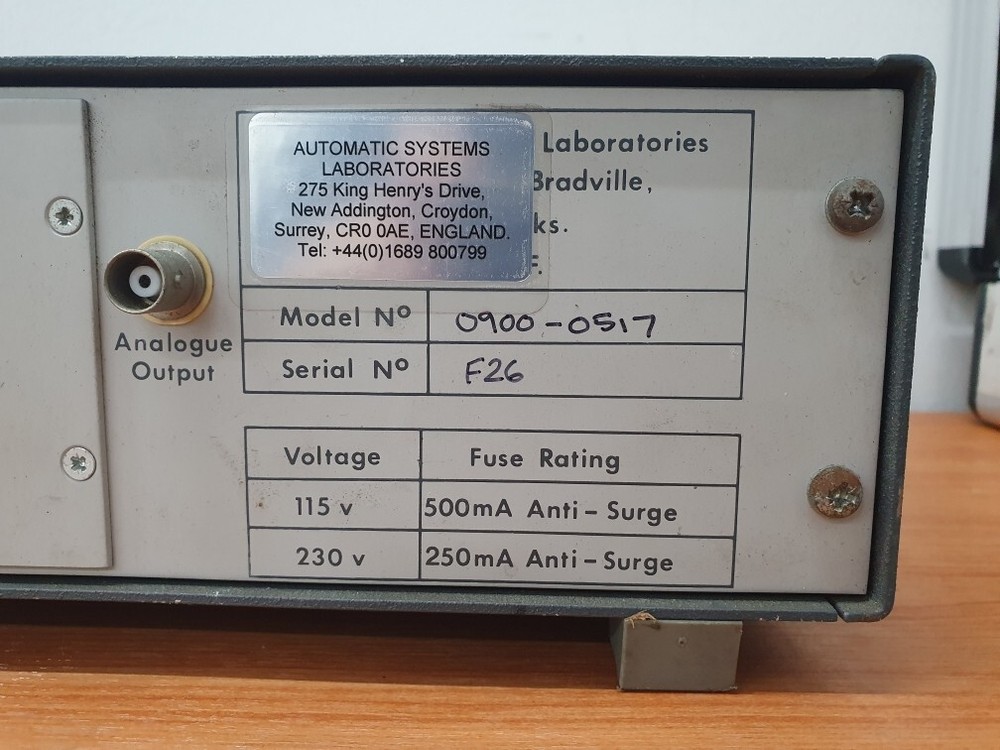 AUTOMATIC SYSTEMS
LABORATORIES
275 King Henry's Drive,
New Addington, Croydon,
Surrey, CR0 0AE, ENGLAND.
Tel: +44(0)1689 800799
Laboratories
Bradville,
ks.
F.
Analogue
Output
Model Nº 0900-0517
Serial Nº F26
Voltage Fuse Rating
115 v 500mA Anti-Surge
230 v 250mA Anti-Surge